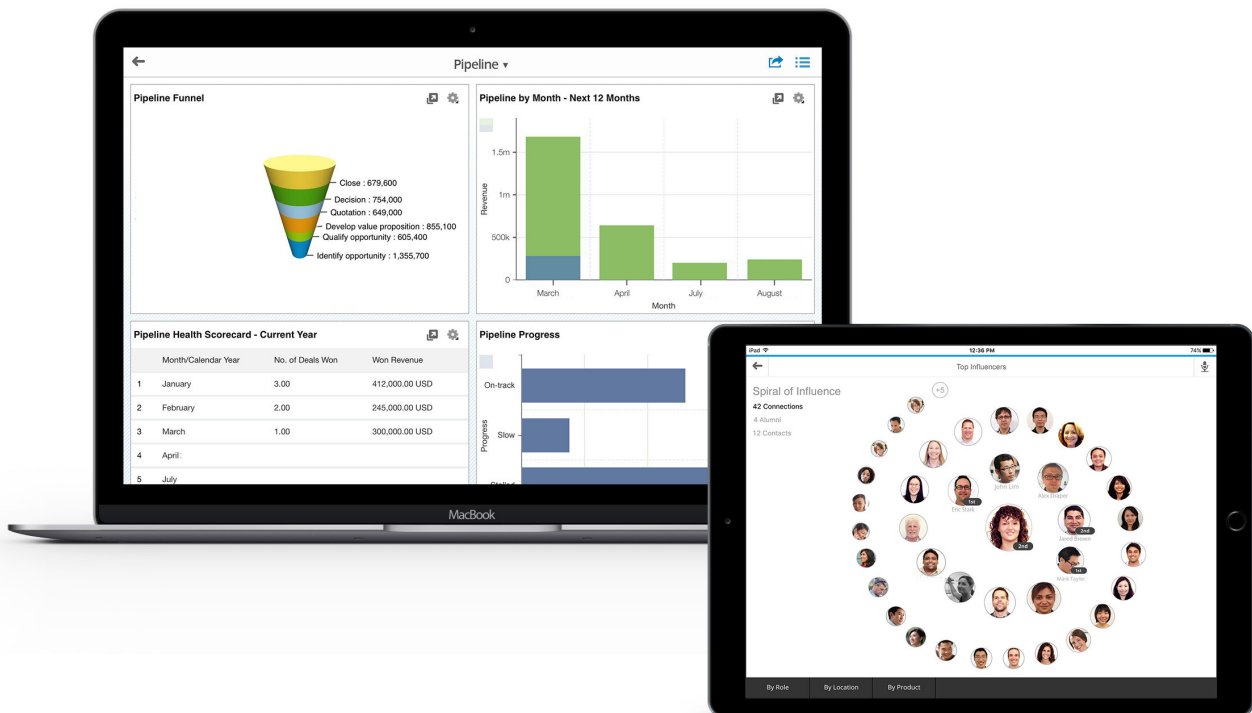 Pipeline ▾
Pipeline Funnel
Close : 679,600
Decision : 754,000
Quotation : 649,000
Develop value proposition : 855,100
Qualify opportunity : 605,400
Identify opportunity : 1,355,700
Pipeline by Month - Next 12 Months
Revenue
1.5m
1m
500k
0
March April July August
Month
Pipeline Health Scorecard - Current Year
Month/Calendar Year No. of Deals Won Won Revenue
1 January 3.00 412,000.00 USD
2 February 2.00 245,000.00 USD
3 March 1.00 300,000.00 USD
4 April
5 July
Pipeline Progress
Progress
On-track
Slow
Stalled
MacBook
iPad 12:36 PM 74%
Top Influencers
Spiral of Influence
42 Connections
4 Alumni
12 Contacts
+5
John Lim
Alex Draper
1st
Eric Stark
2nd
Jared Brown
2nd
1st
Mark Taylor
By Role By Location By Product